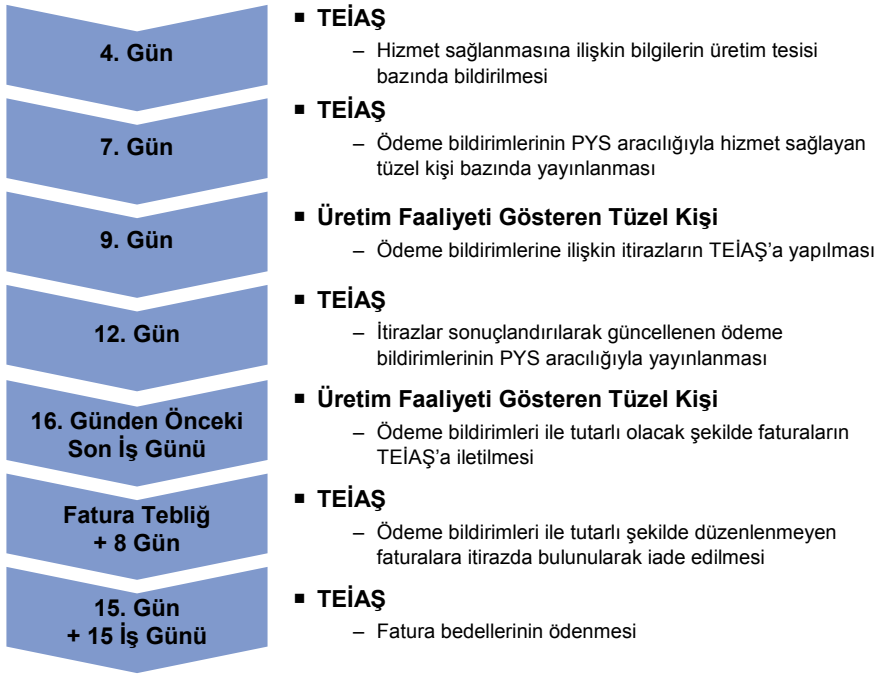 4. Gün
▪ TEİAŞ
– Hizmet sağlanmasına ilişkin bilgilerin üretim tesisi
bazında bildirilmesi
7. Gün
▪ TEİAŞ
– Ödeme bildirimlerinin PYS aracılığıyla hizmet sağlayan
tüzel kişi bazında yayınlanması
9. Gün
▪ Üretim Faaliyeti Gösteren Tüzel Kişi
– Ödeme bildirimlerine ilişkin itirazların TEİAŞ’a yapılması
12. Gün
▪ TEİAŞ
– İtirazlar sonuçlandırılarak güncellenen ödeme
bildirimlerinin PYS aracılığıyla yayınlanması
16. Günden Önceki
Son İş Günü
▪ Üretim Faaliyeti Gösteren Tüzel Kişi
– Ödeme bildirimleri ile tutarlı olacak şekilde faturaların
TEİAŞ’a iletilmesi
Fatura Tebliğ
+ 8 Gün
▪ TEİAŞ
– Ödeme bildirimleri ile tutarlı şekilde düzenlenmeyen
faturalara itirazda bulunularak iade edilmesi
15. Gün
+ 15 İş Günü
▪ TEİAŞ
– Fatura bedellerinin ödenmesi